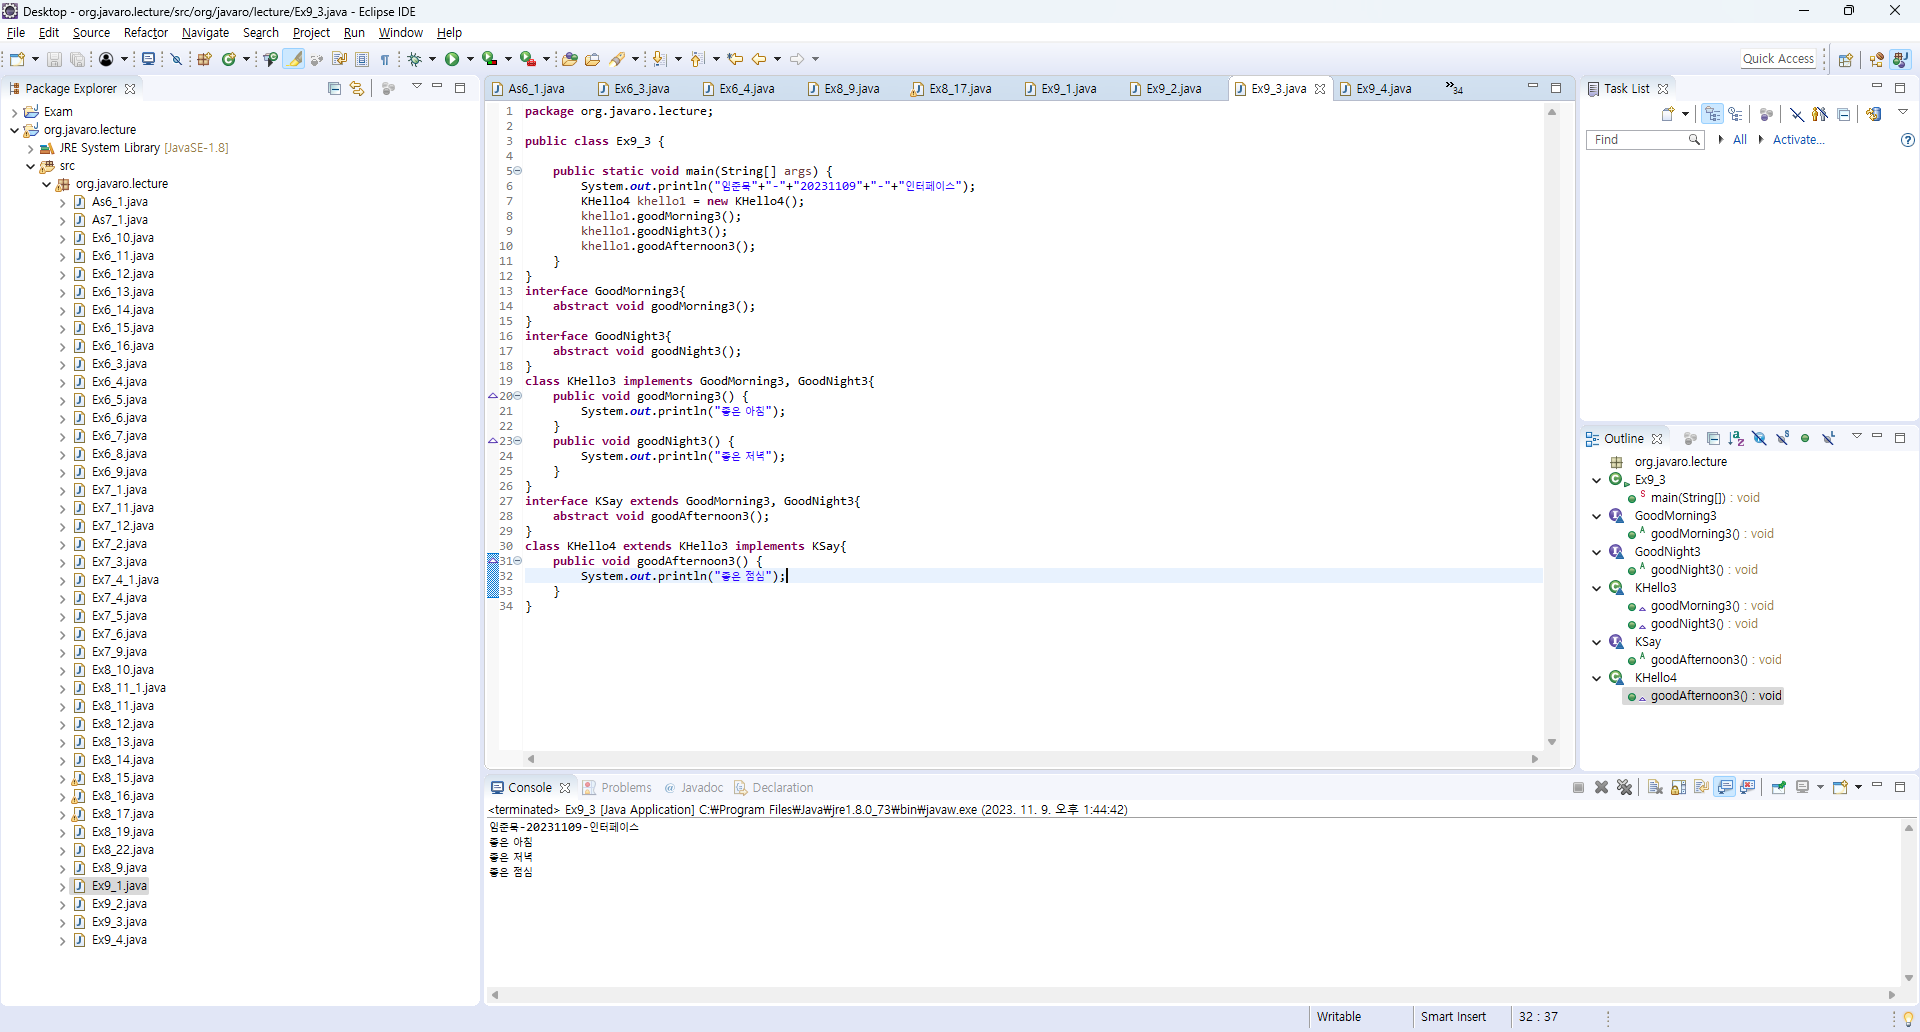 Desktop - org.javaro.lecture/src/org/javaro/lecture/Ex9_3.java - Eclipse IDE
File Edit Source Refactor Navigate Search Project Run Window Help
Quick Access
Package Explorer
Exam
org.javaro.lecture
JRE System Library [JavaSE-1.8]
src
org.javaro.lecture
As6_1.java
As7_1.java
Ex6_10.java
Ex6_11.java
Ex6_12.java
Ex6_13.java
Ex6_14.java
Ex6_15.java
Ex6_16.java
Ex6_3.java
Ex6_4.java
Ex6_5.java
Ex6_6.java
Ex6_7.java
Ex6_8.java
Ex6_9.java
Ex7_1.java
Ex7_11.java
Ex7_12.java
Ex7_2.java
Ex7_3.java
Ex7_4_1.java
Ex7_4.java
Ex7_5.java
Ex7_6.java
Ex7_9.java
Ex8_10.java
Ex8_11_1.java
Ex8_11.java
Ex8_12.java
Ex8_13.java
Ex8_14.java
Ex8_15.java
Ex8_16.java
Ex8_17.java
Ex8_19.java
Ex8_22.java
Ex8_9.java
Ex9_1.java
Ex9_2.java
Ex9_3.java
Ex9_4.java
As6_1.java Ex6_3.java Ex6_4.java Ex8_9.java Ex8_17.java Ex9_1.java Ex9_2.java Ex9_3.java Ex9_4.java »34
1 package org.javaro.lecture;
2
3 public class Ex9_3 {
4
5 public static void main(String[] args) {
6 System.out.println("임준묵"+"-"+"20231109"+"-"+"인터페이스");
7 KHello4 khello1 = new KHello4();
8 khello1.goodMorning3();
9 khello1.goodNight3();
10 khello1.goodAfternoon3();
11 }
12 }
13 interface GoodMorning3{
14 abstract void goodMorning3();
15 }
16 interface GoodNight3{
17 abstract void goodNight3();
18 }
19 class KHello3 implements GoodMorning3, GoodNight3{
20 public void goodMorning3() {
21 System.out.println("좋은 아침");
22 }
23 public void goodNight3() {
24 System.out.println("좋은 저녁");
25 }
26 }
27 interface KSay extends GoodMorning3, GoodNight3{
28 abstract void goodAfternoon3();
29 }
30 class KHello4 extends KHello3 implements KSay{
31 public void goodAfternoon3() {
32 System.out.println("좋은 점심");
33 }
34 }
Task List
Find All Activate...
Outline
org.javaro.lecture
Ex9_3
main(String[]) : void
GoodMorning3
goodMorning3() : void
GoodNight3
goodNight3() : void
KHello3
goodMorning3() : void
goodNight3() : void
KSay
goodAfternoon3() : void
KHello4
goodAfternoon3() : void
Console Problems @ Javadoc Declaration
<terminated> Ex9_3 [Java Application] C:₩Program Files₩Java₩jre1.8.0_73₩bin₩javaw.exe (2023. 11. 9. 오후 1:44:42)
임준묵-20231109-인터페이스
좋은 아침
좋은 저녁
좋은 점심
Writable Smart Insert 32 : 37